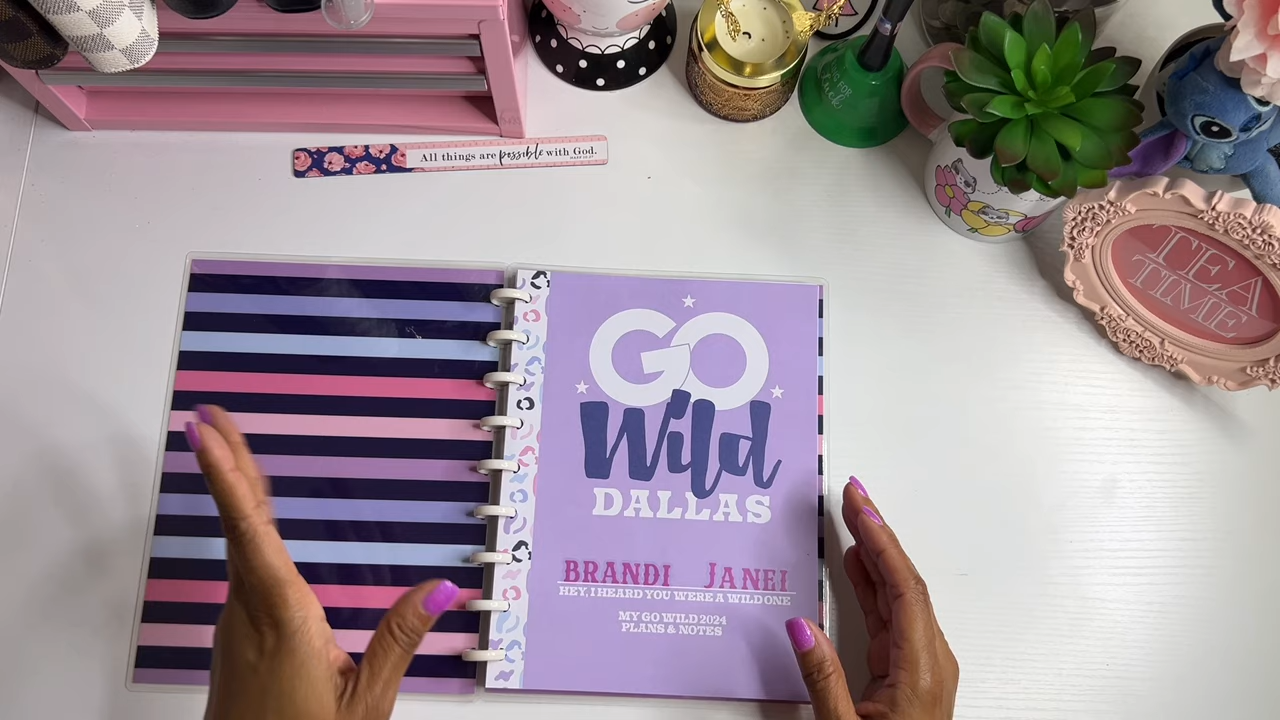 All things are possible with God.
GO
Wild
DALLAS
BRANDI JANEI
HEY, I HEARD YOU WERE A WILD ONE
MY GO WILD 2024
PLANS & NOTES
TEA
TIME